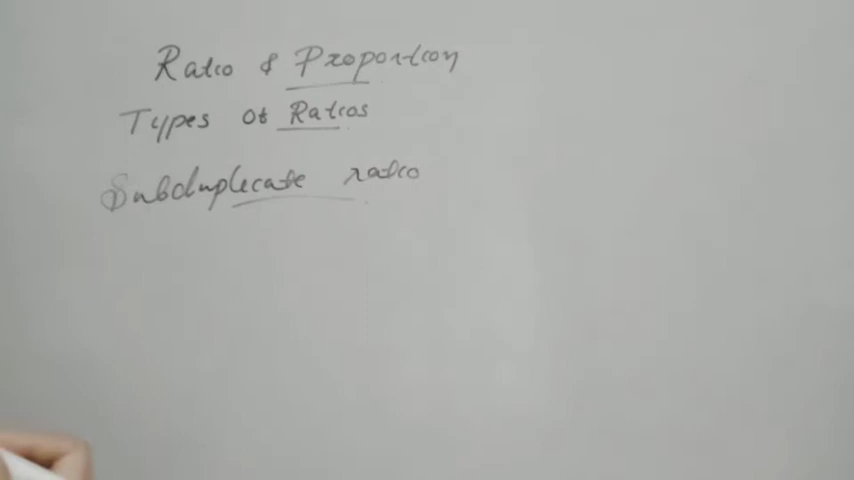 Ratio & Proportion
Types of Ratios
Subduplicate ratio